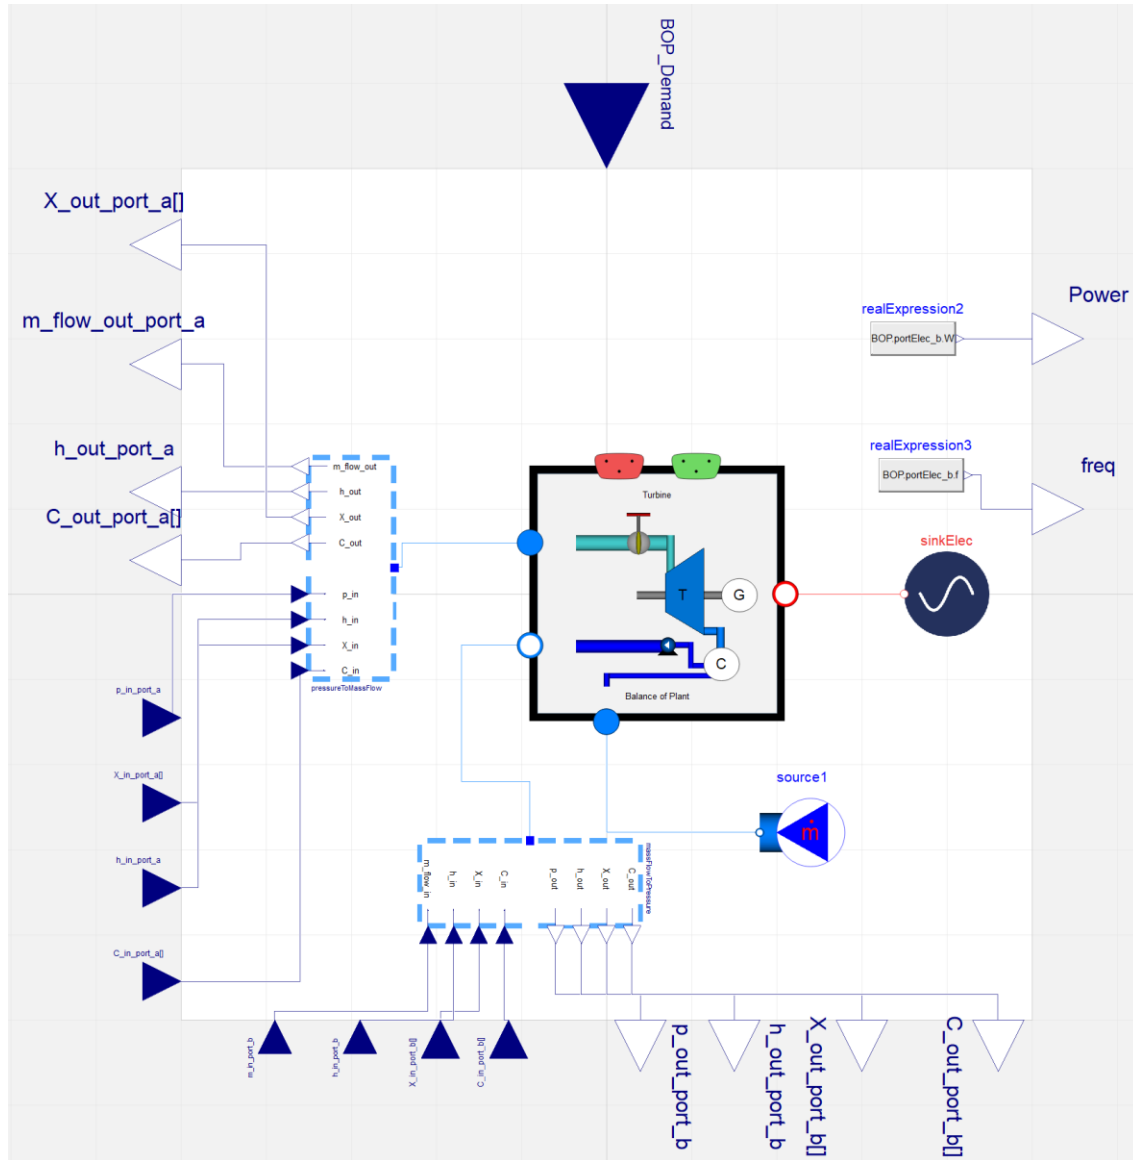 BOP_Demand
X_out_port_a[]
m_flow_out_port_a
h_out_port_a
C_out_port_a[]
Power
realExpression2
BOP.portElec_b.W
realExpression3
BOP.portElec_b.f
freq
sinkElec
m_flow_out
h_out
X_out
C_out
p_in
h_in
X_in
C_in
pressureToMassFlow
Turbine
T
G
C
Balance of Plant
p_in_port_a
X_in_port_a[]
h_in_port_a
C_in_port_a[]
source1
m
m_flow_in
h_in
X_in
C_in
p_out
h_out
X_out
C_out
massFlowToPressure
m_in_port_b
h_in_port_b
X_in_port_b[]
C_in_port_b[]
p_out_port_b
h_out_port_b
X_out_port_b[]
C_out_port_b[]